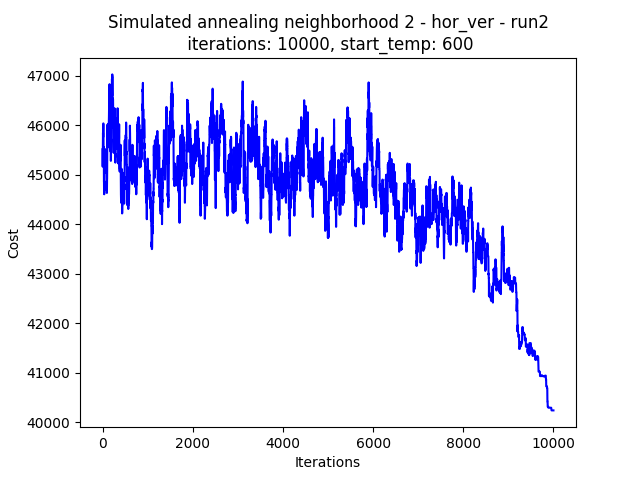 Simulated annealing neighborhood 2 - hor_ver - run2
iterations: 10000, start_temp: 600
47000
46000
45000
44000
43000
42000
41000
40000
Cost
0 2000 4000 6000 8000 10000
Iterations